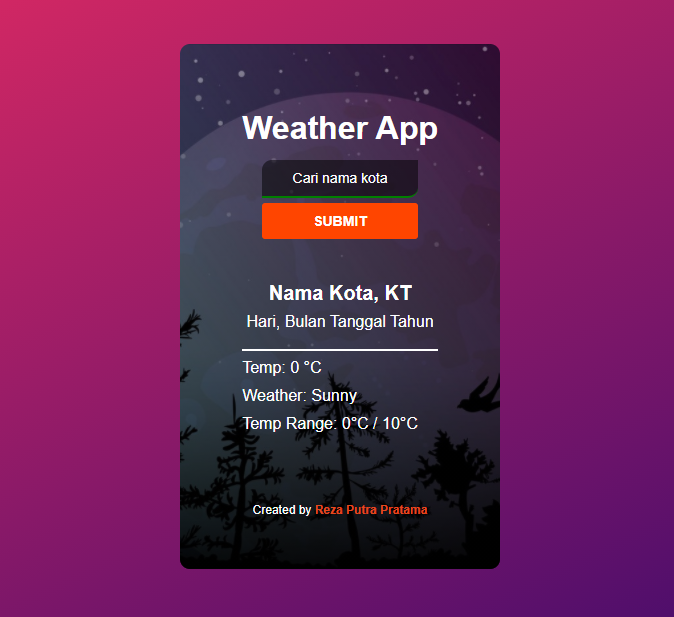 Weather App
Cari nama kota
SUBMIT
Nama Kota, KT
Hari, Bulan Tanggal Tahun
Temp: 0 °C
Weather: Sunny
Temp Range: 0°C / 10°C
Created by Reza Putra Pratama